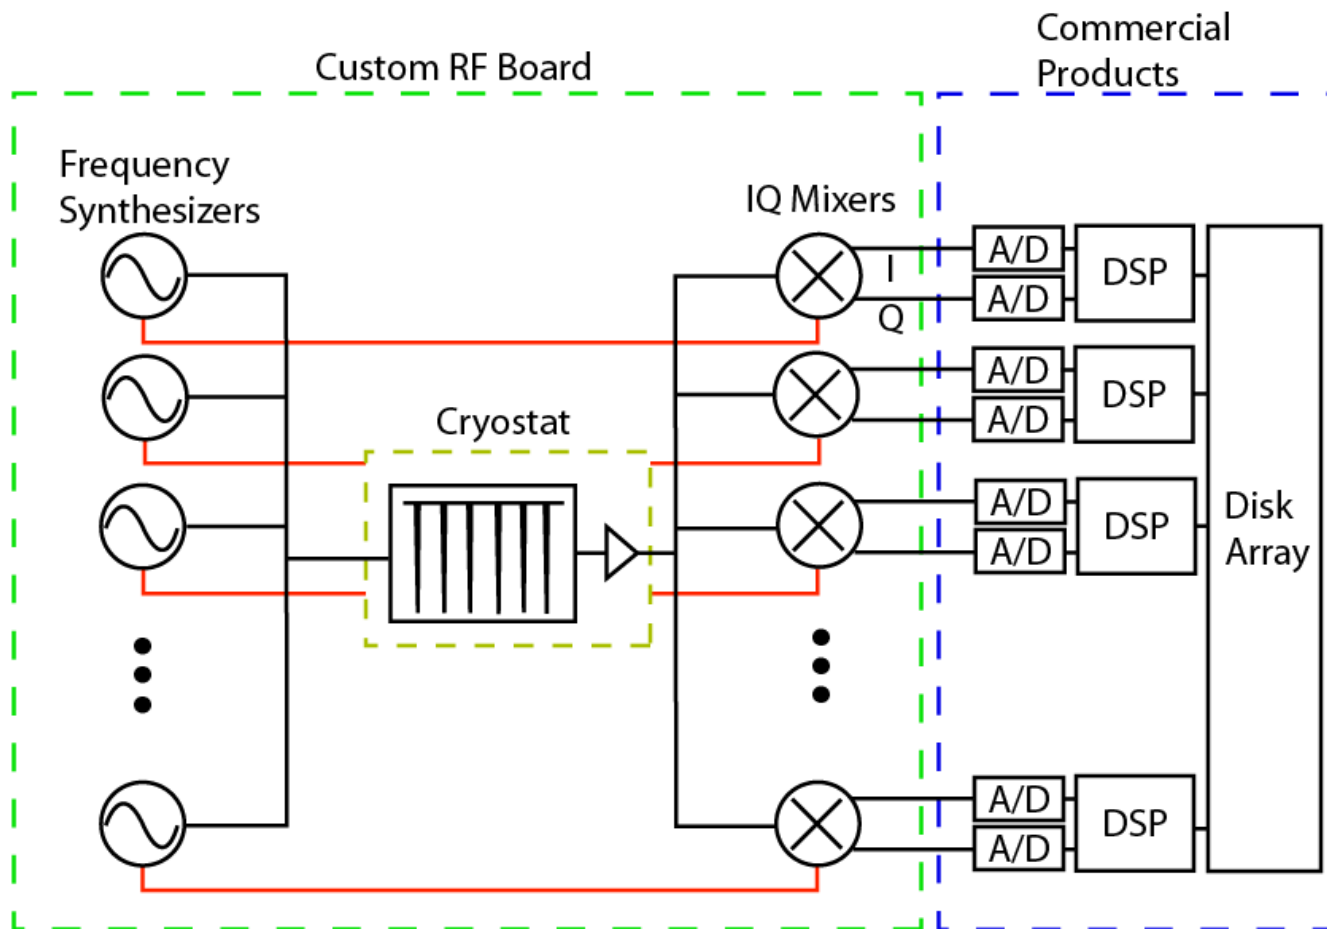 Commercial
Products
Custom RF Board
Frequency
Synthesizers
IQ Mixers
I
Q
A/D
A/D
DSP
A/D
A/D
DSP
Cryostat
A/D
A/D
DSP
Disk
Array
A/D
A/D
DSP